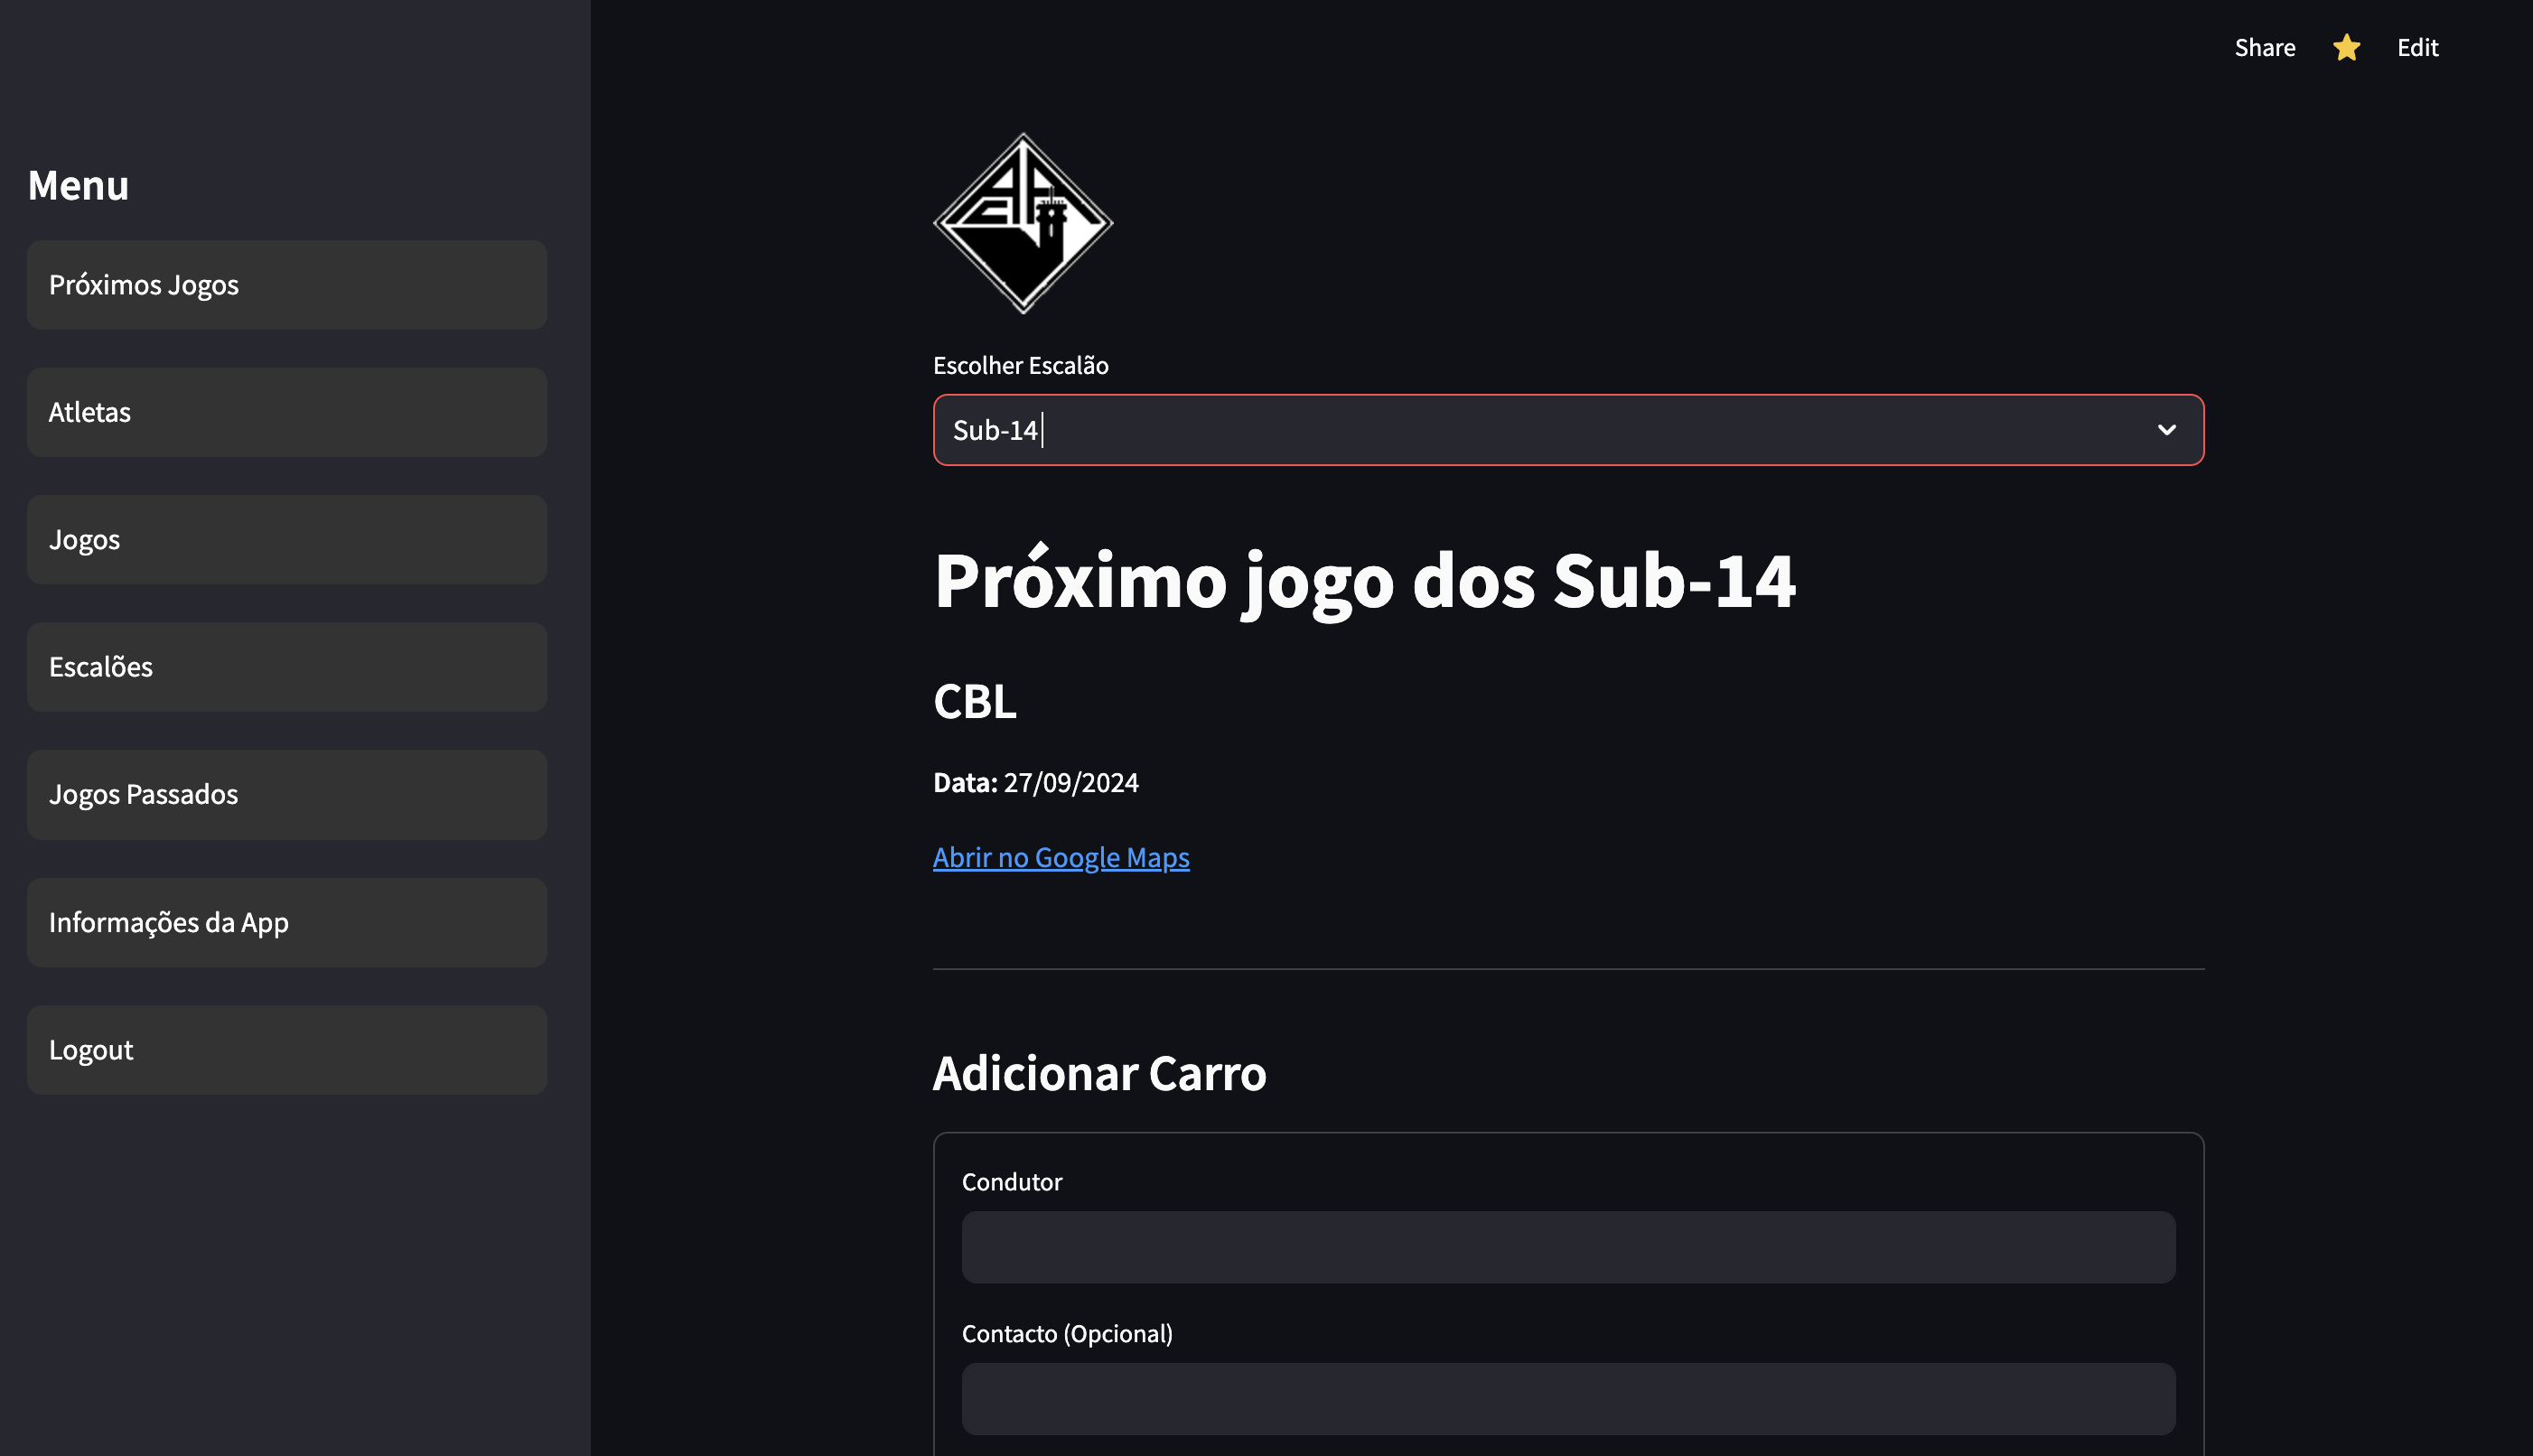 Share
Edit
Menu
Próximos Jogos
Atletas
Jogos
Escalões
Jogos Passados
Informações da App
Logout
Escolher Escalão
Sub-14
Próximo jogo dos Sub-14
CBL
Data: 27/09/2024
Abrir no Google Maps
Adicionar Carro
Condutor
Contacto (Opcional)